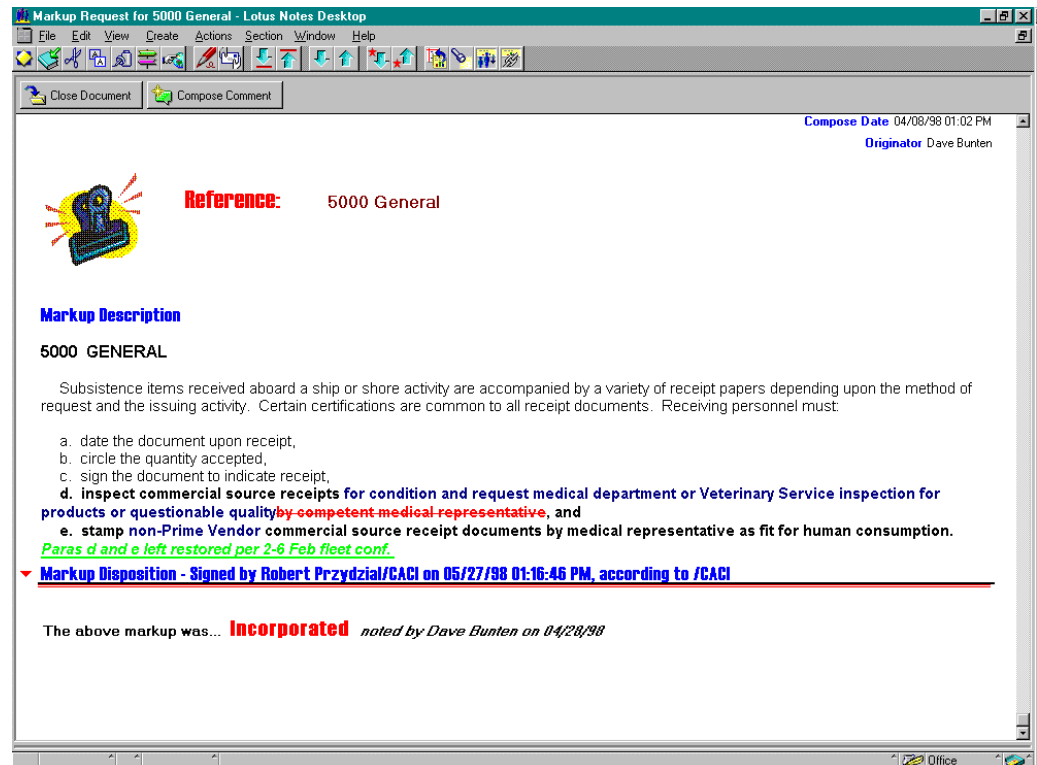 Markup Request for 5000 General - Lotus Notes Desktop
File Edit View Create Actions Section Window Help
Close Document Compose Comment
Compose Date 04/08/98 01:02 PM
Originator Dave Bunten
Reference: 5000 General
Markup Description
5000 GENERAL
Subsistence items received aboard a ship or shore activity are accompanied by a variety of receipt papers depending upon the method of
request and the issuing activity. Certain certifications are common to all receipt documents. Receiving personnel must:
a. date the document upon receipt,
b. circle the quantity accepted,
c. sign the document to indicate receipt,
d. inspect commercial source receipts for condition and request medical department or Veterinary Service inspection for
products or questionable qualityby competent medical representative, and
e. stamp non-Prime Vendor commercial source receipt documents by medical representative as fit for human consumption.
Paras d and e left restored per 2-6 Feb fleet conf.
Markup Disposition - Signed by Robert Przydzial/CACI on 05/27/98 01:16:46 PM, according to /CACI
The above markup was... Incorporated noted by Dave Bunten on 04/28/98
Office